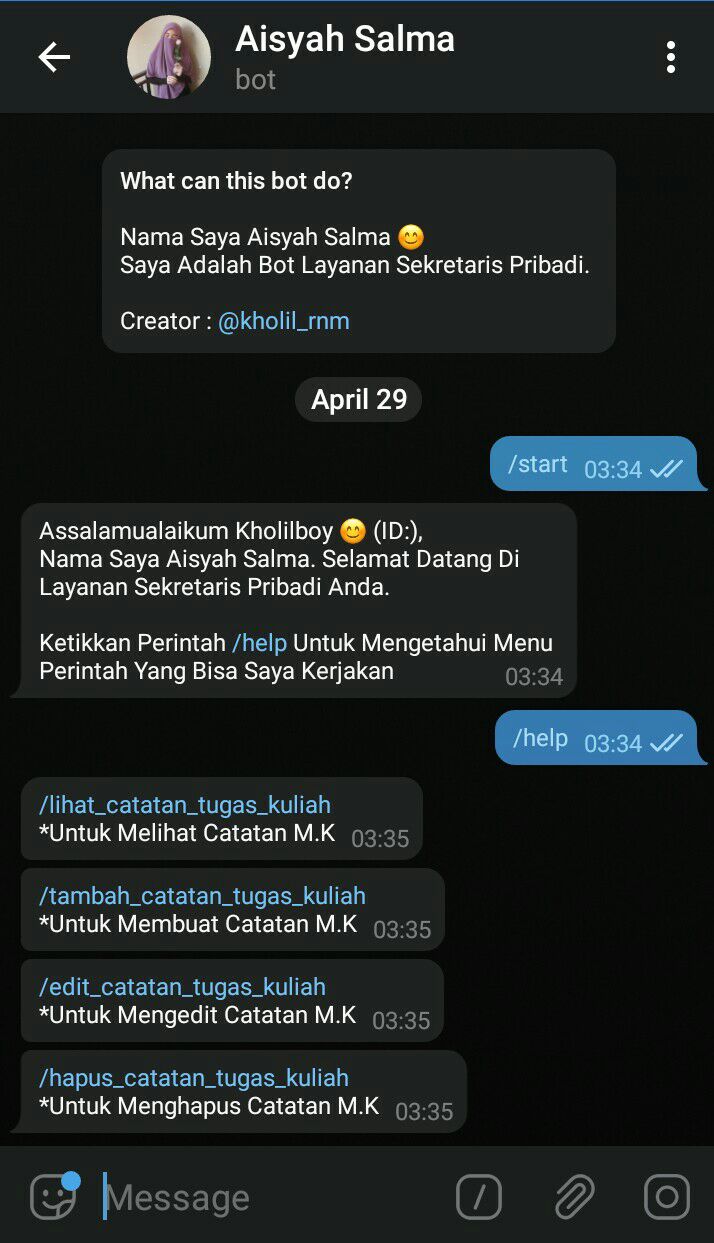 Aisyah Salma
bot
What can this bot do?
Nama Saya Aisyah Salma 😊
Saya Adalah Bot Layanan Sekretaris Pribadi.
Creator : @kholil_rnm
April 29
/start 03:34
Assalamualaikum Kholilboy 😊 (ID:),
Nama Saya Aisyah Salma. Selamat Datang Di
Layanan Sekretaris Pribadi Anda.
Ketikkan Perintah /help Untuk Mengetahui Menu
Perintah Yang Bisa Saya Kerjakan 03:34
/help 03:34
/lihat_catatan_tugas_kuliah
*Untuk Melihat Catatan M.K 03:35
/tambah_catatan_tugas_kuliah
*Untuk Membuat Catatan M.K 03:35
/edit_catatan_tugas_kuliah
*Untuk Mengedit Catatan M.K 03:35
/hapus_catatan_tugas_kuliah
*Untuk Menghapus Catatan M.K 03:35
Message